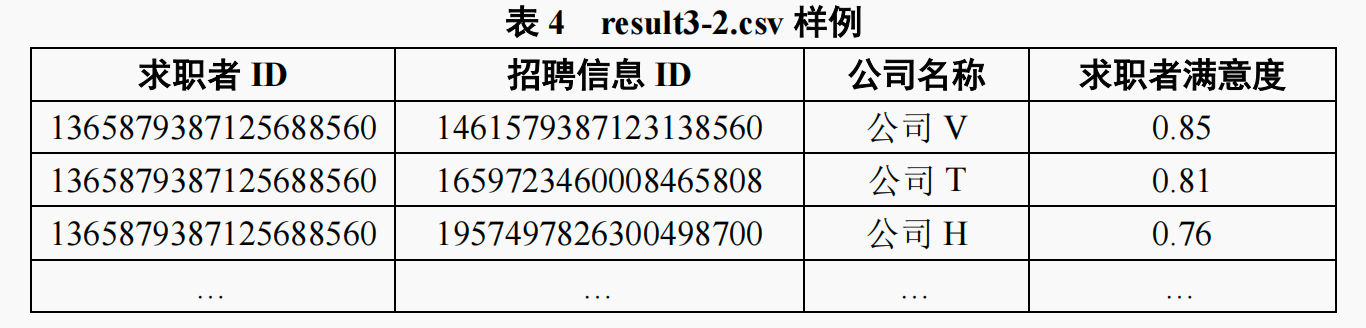 表 4 result3-2.csv 样例
求职者 ID 招聘信息 ID 公司名称 求职者满意度
1365879387125688560 1461579387123138560 公司 V 0.85
1365879387125688560 1659723460008465808 公司 T 0.81
1365879387125688560 1957497826300498700 公司 H 0.76
… … … …